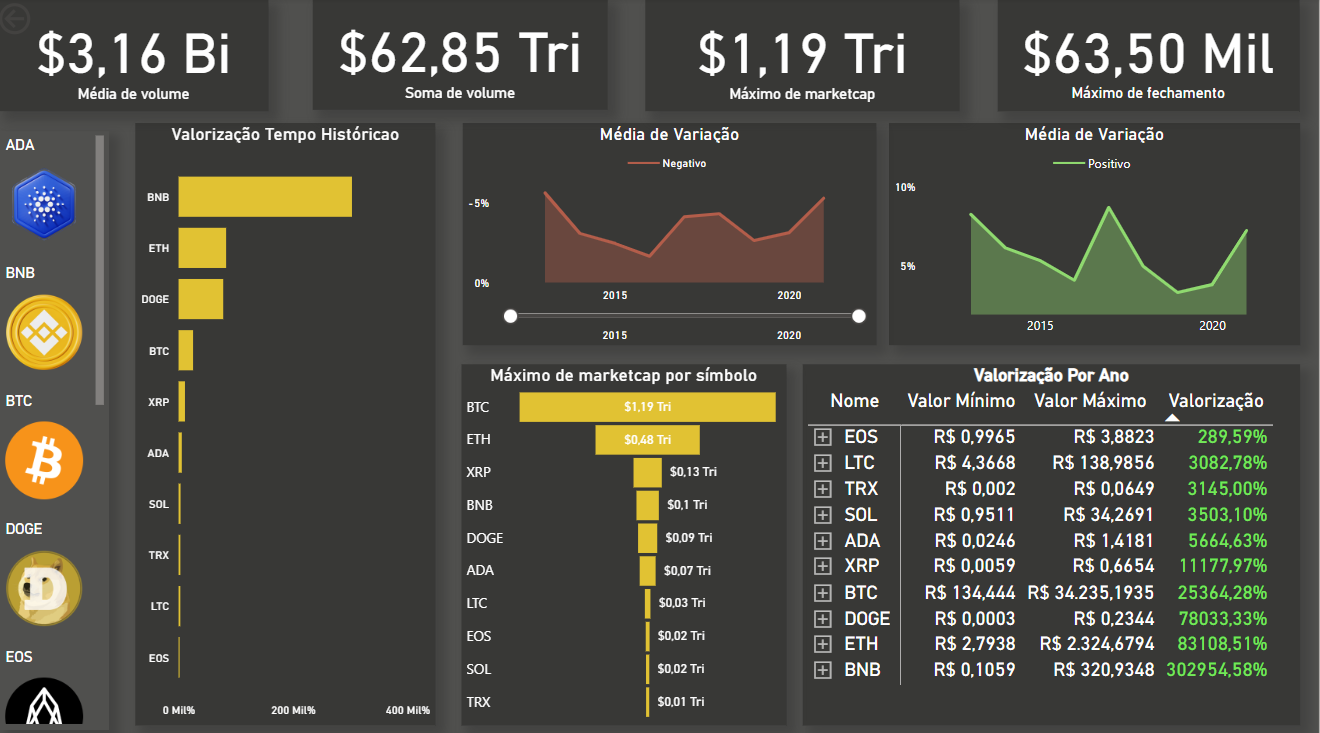 $3,16 Bi
Média de volume
$62,85 Tri
Soma de volume
$1,19 Tri
Máximo de marketcap
$63,50 Mil
Máximo de fechamento
ADA
BNB
BTC
DOGE
EOS
Valorização Tempo Históricao
BNB
ETH
DOGE
BTC
XRP
ADA
SOL
TRX
LTC
EOS
0 Mil% 200 Mil% 400 Mil%
Média de Variação
Negativo
-5%
0%
2015 2020
2015 2020
Média de Variação
Positivo
10%
5%
2015 2020
Máximo de marketcap por símbolo
BTC $1,19 Tri
ETH $0,48 Tri
XRP $0,13 Tri
BNB $0,1 Tri
DOGE $0,09 Tri
ADA $0,07 Tri
LTC $0,03 Tri
EOS $0,02 Tri
SOL $0,02 Tri
TRX $0,01 Tri
Valorização Por Ano
Nome Valor Mínimo Valor Máximo Valorização
EOS R$ 0,9965 R$ 3,8823 289,59%
LTC R$ 4,3668 R$ 138,9856 3082,78%
TRX R$ 0,002 R$ 0,0649 3145,00%
SOL R$ 0,9511 R$ 34,2691 3503,10%
ADA R$ 0,0246 R$ 1,4181 5664,63%
XRP R$ 0,0059 R$ 0,6654 11177,97%
BTC R$ 134,444 R$ 34.235,1935 25364,28%
DOGE R$ 0,0003 R$ 0,2344 78033,33%
ETH R$ 2,7938 R$ 2.324,6794 83108,51%
BNB R$ 0,1059 R$ 320,9348 302954,58%